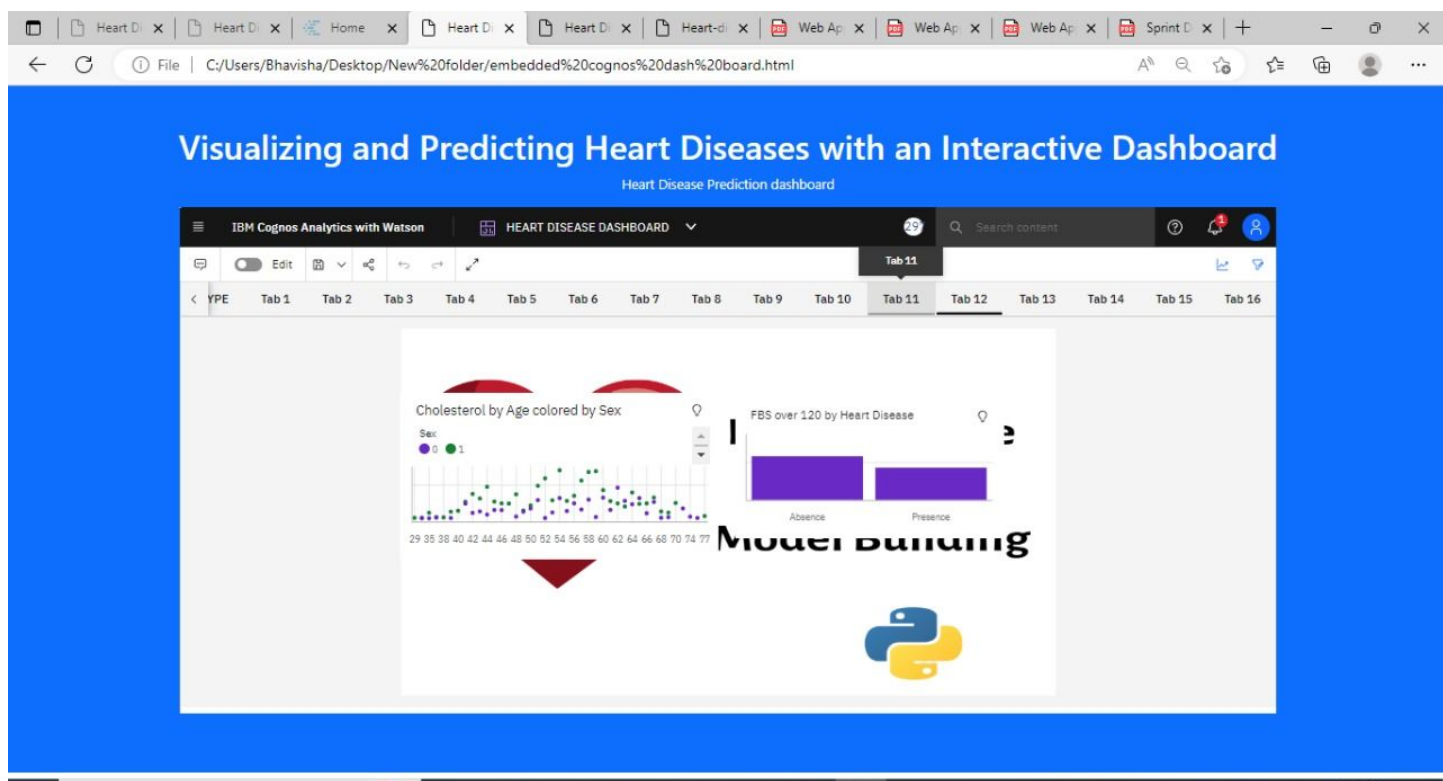 Heart Di
Heart Di
Home
Heart Di
Heart Di
Heart-di
Web Ap
Web Ap
Web Ap
Sprint D
File C:/Users/Bhavisha/Desktop/New%20folder/embedded%20cognos%20dash%20board.html
Visualizing and Predicting Heart Diseases with an Interactive Dashboard
Heart Disease Prediction dashboard
IBM Cognos Analytics with Watson
HEART DISEASE DASHBOARD
Search content
1
Edit
Tab 11
YPE Tab 1 Tab 2 Tab 3 Tab 4 Tab 5 Tab 6 Tab 7 Tab 8 Tab 9 Tab 10 Tab 11 Tab 12 Tab 13 Tab 14 Tab 15 Tab 16
Cholesterol by Age colored by Sex
Sex
0 1
29 35 38 40 42 44 46 48 50 52 54 56 58 60 62 64 66 68 70 74 77
FBS over 120 by Heart Disease
Absence Presence
Model Building